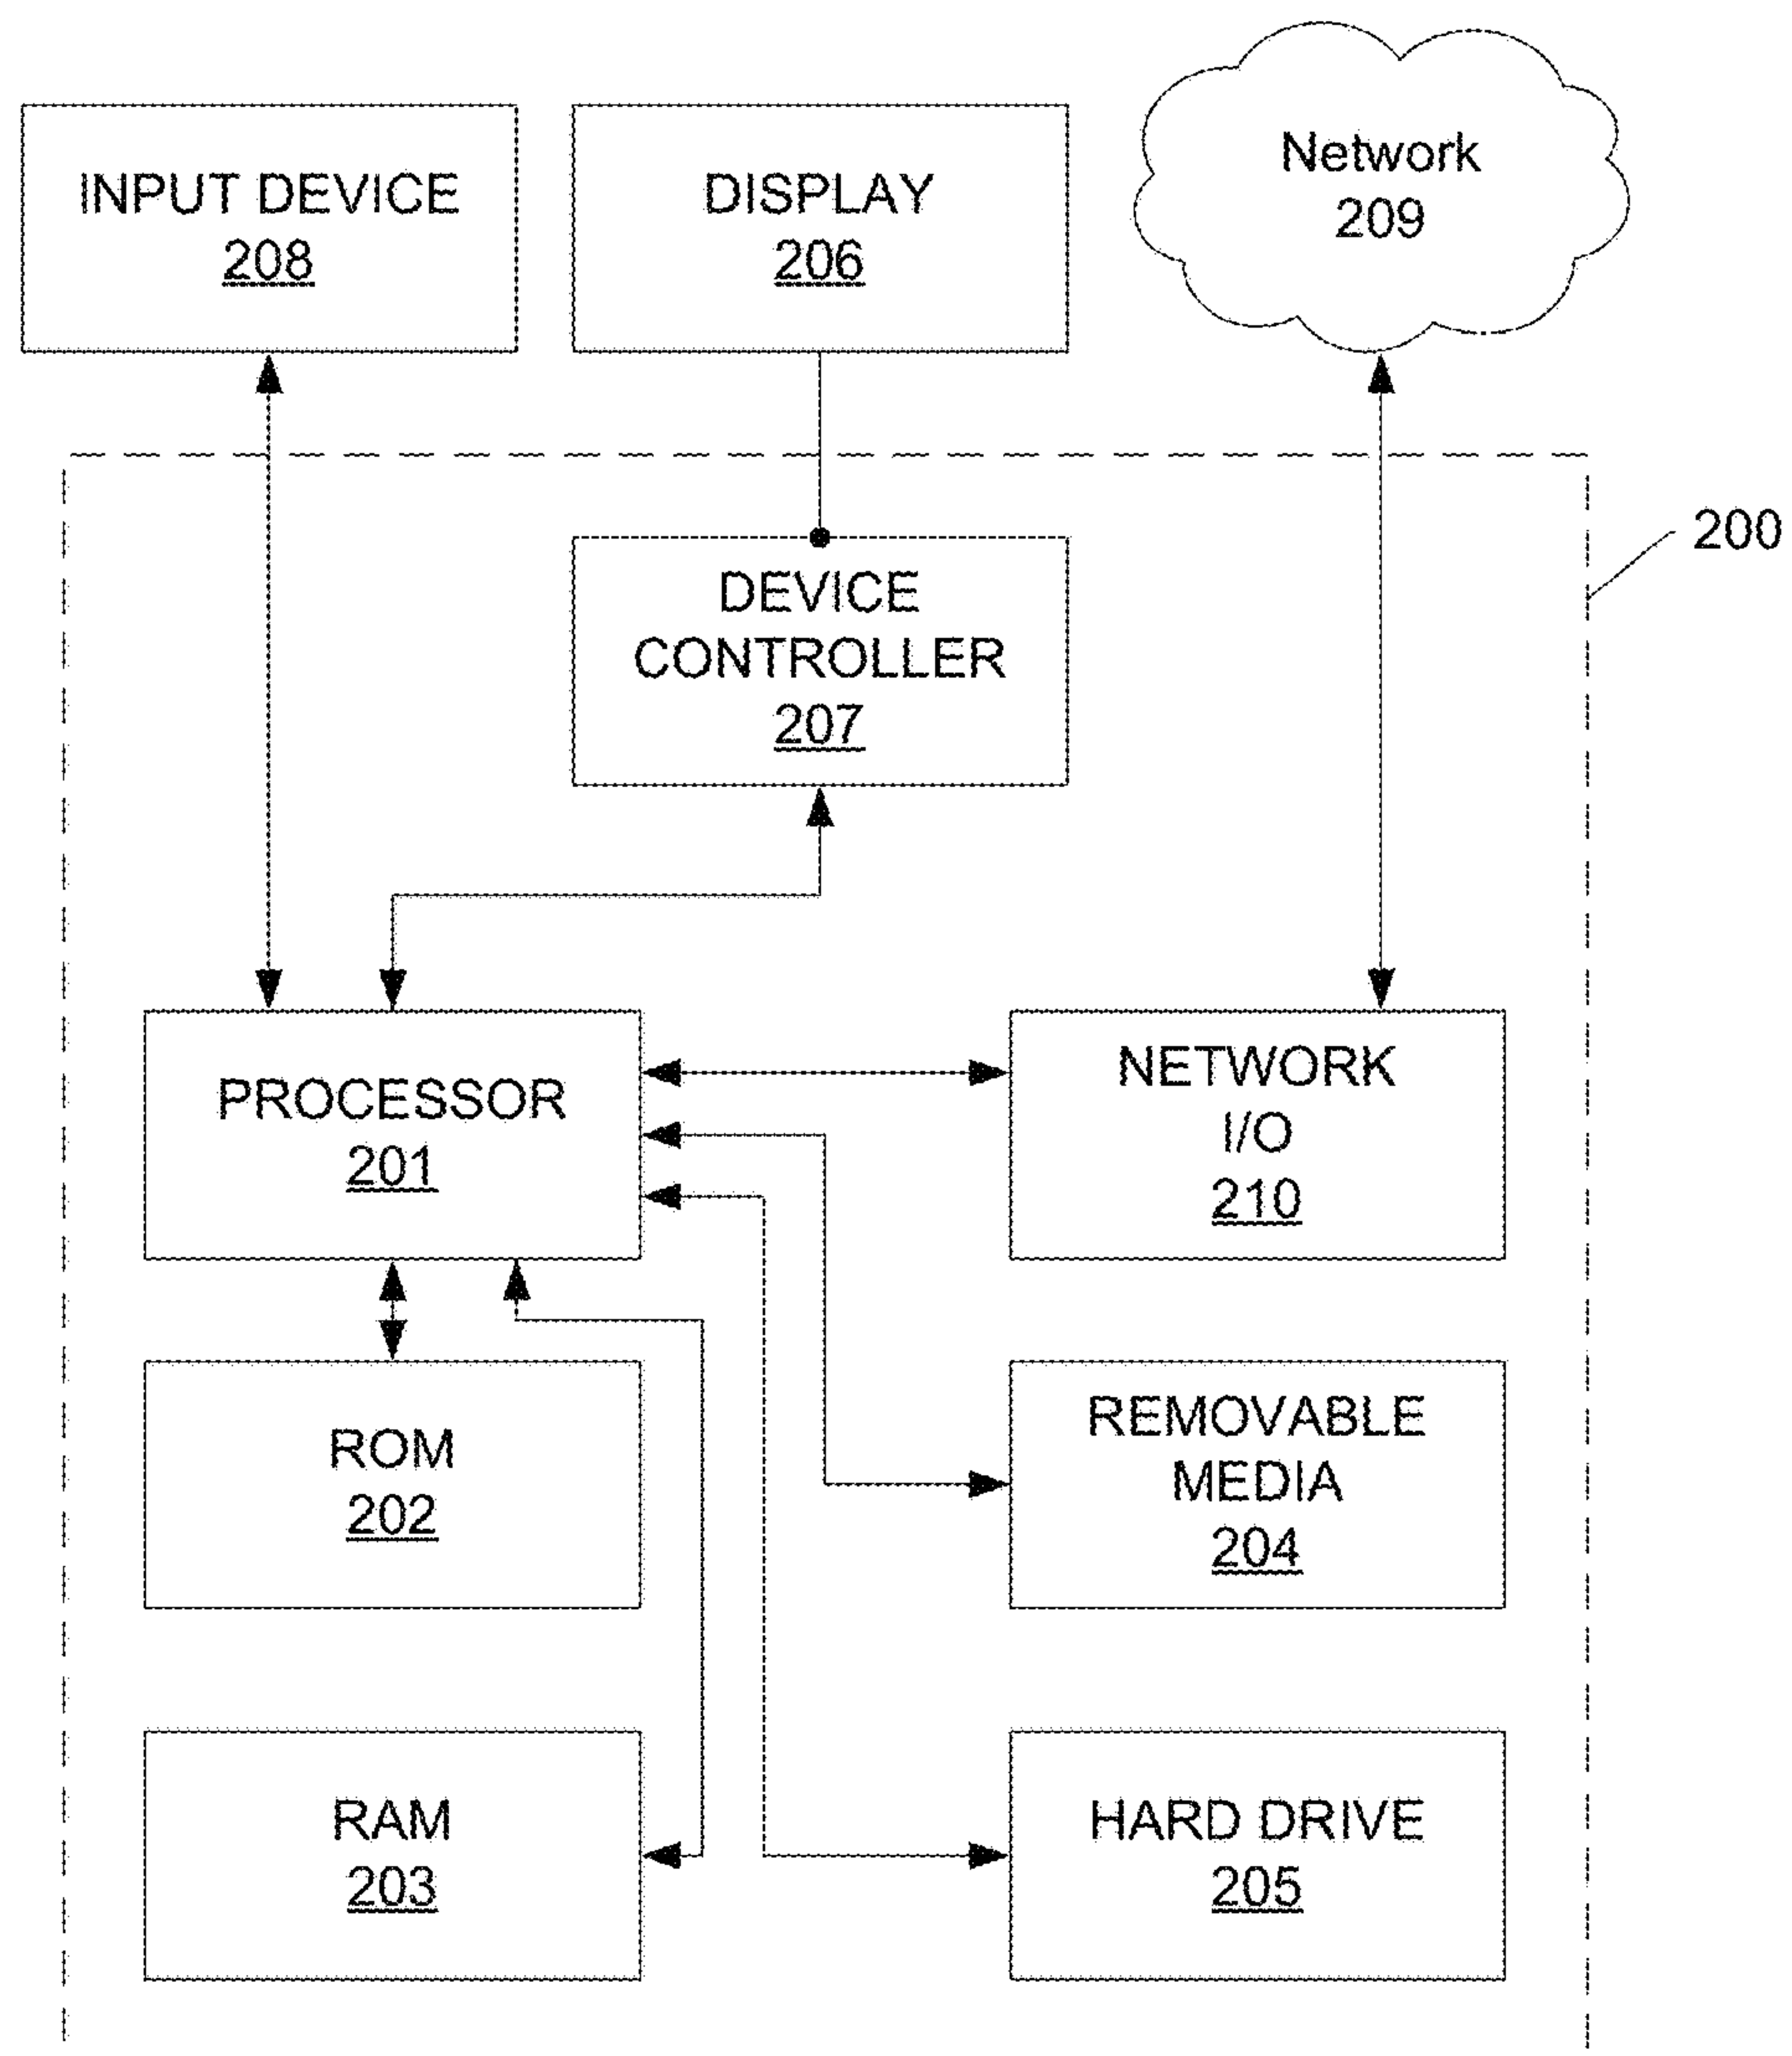 INPUT DEVICE
208
DISPLAY
206
Network
209
200
DEVICE
CONTROLLER
207
PROCESSOR
201
NETWORK
I/O
210
ROM
202
REMOVABLE
MEDIA
204
RAM
203
HARD DRIVE
205